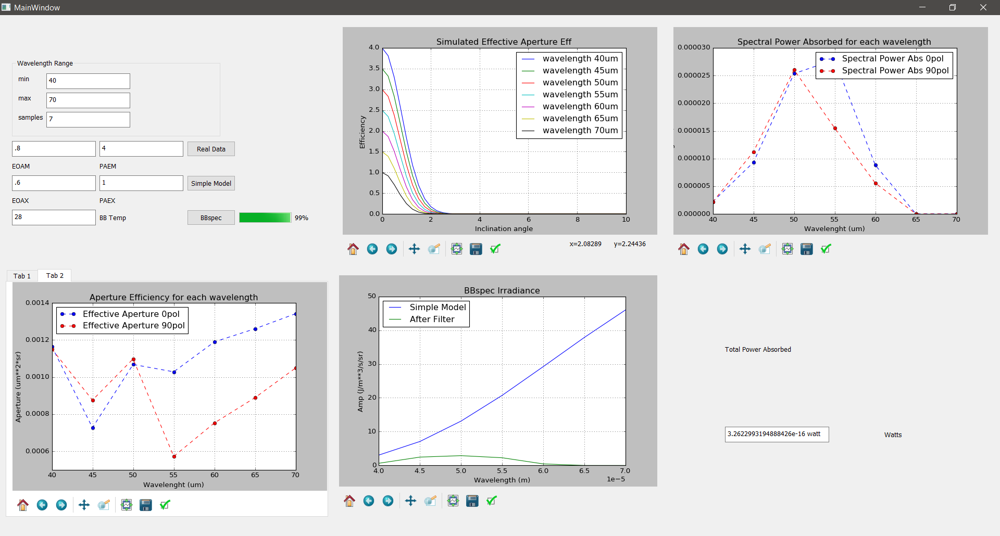 MainWindow
Wavelength Range
min
40
max
70
samples
7
.8
4
Real Data
EOAM
PAEM
.6
1
Simple Model
EOAX
PAEX
28
BB Temp
BBspec
99%
Simulated Effective Aperture Eff
4.0
3.5
3.0
2.5
2.0
1.5
1.0
0.5
0.0
Efficiency
wavelength 40um
wavelength 45um
wavelength 50um
wavelength 55um
wavelength 60um
wavelength 65um
wavelength 70um
0 2 4 6 8 10
Inclination angle
x=2.08289 y=2.24436
Spectral Power Absorbed for each wavelength
0.000030
0.000025
0.000020
0.000015
0.000010
0.000005
0.000000
Spectral Power Abs 0pol
Spectral Power Abs 90pol
40 45 50 55 60 65 70
Wavelenght (um)
Tab 1
Tab 2
Aperture Efficiency for each wavelength
0.0014
0.0012
0.0010
0.0008
0.0006
Aperture (um**2*sr)
Effective Aperture 0pol
Effective Aperture 90pol
40 45 50 55 60 65 70
Wavelenght (um)
BBspec Irradiance
50
40
30
20
10
0
Amp (J/m**3/s/sr)
Simple Model
After Filter
4.0 4.5 5.0 5.5 6.0 6.5 7.0
Wavelength (m)
1e−5
Total Power Absorbed
3.2622993194888426e-16 watt
Watts